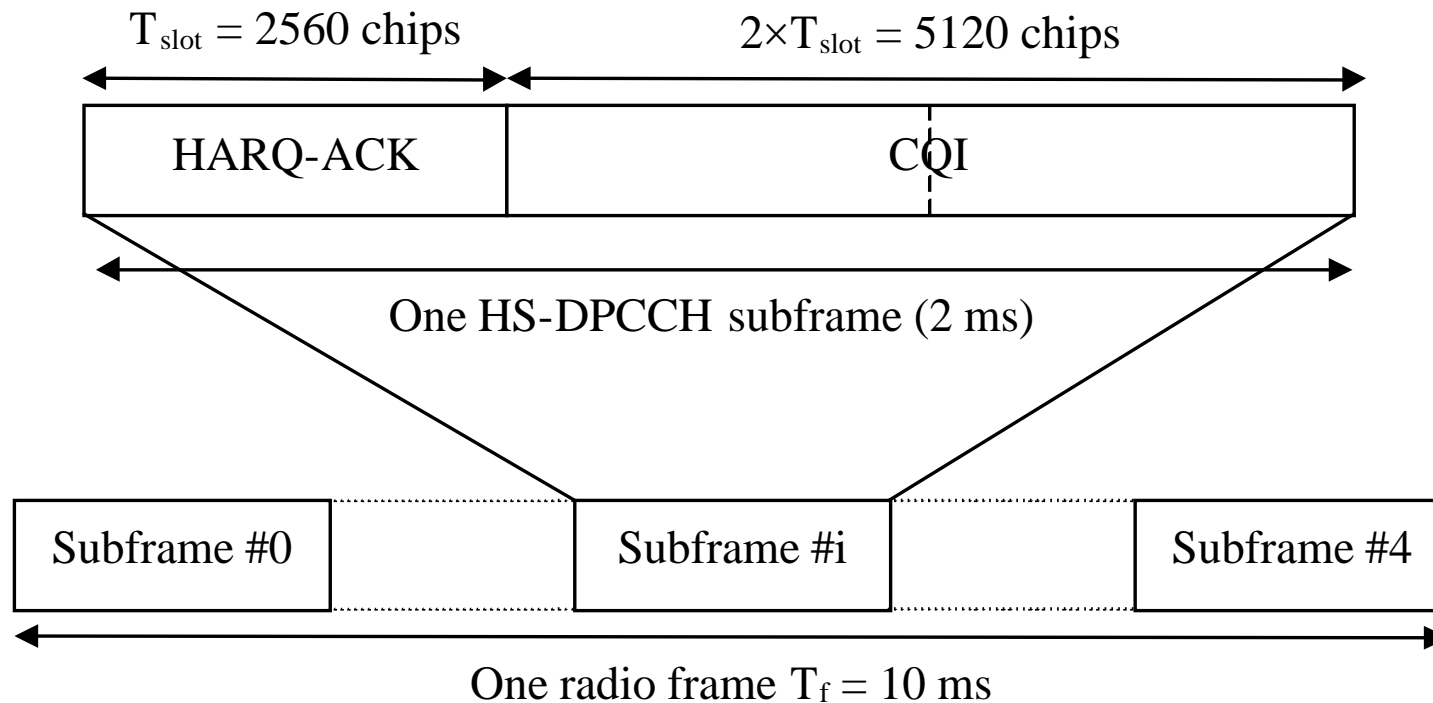 T_slot = 2560 chips
2×T_slot = 5120 chips
HARQ-ACK
CQI
One HS-DPCCH subframe (2 ms)
Subframe #0
Subframe #i
Subframe #4
One radio frame T_f = 10 ms